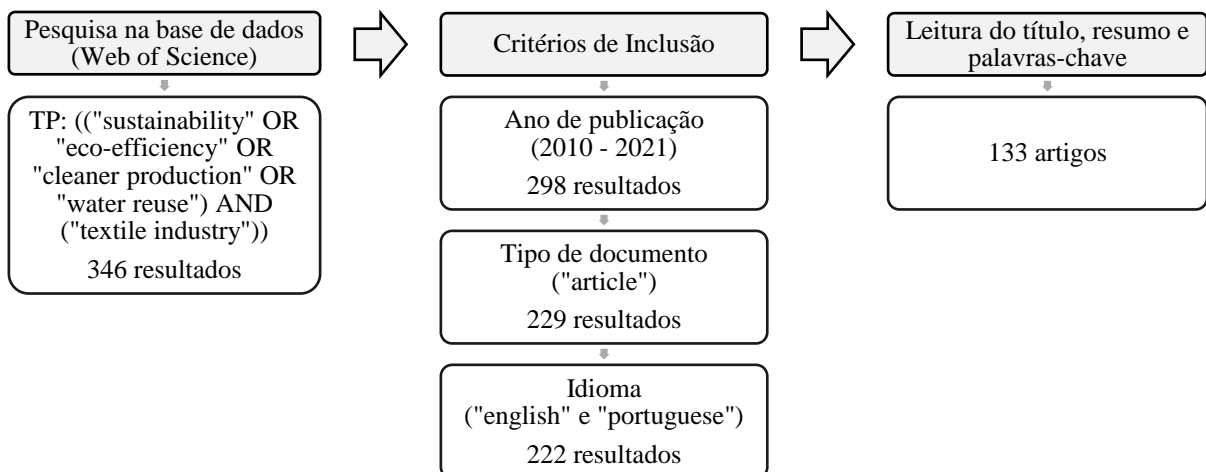 Pesquisa na base de dados
(Web of Science)
TP: (("sustainability" OR
"eco-efficiency" OR
"cleaner production" OR
"water reuse") AND
("textile industry"))
346 resultados
Critérios de Inclusão
Ano de publicação
(2010 - 2021)
298 resultados
Tipo de documento
("article")
229 resultados
Idioma
("english" e "portuguese")
222 resultados
Leitura do título, resumo e
palavras-chave
133 artigos